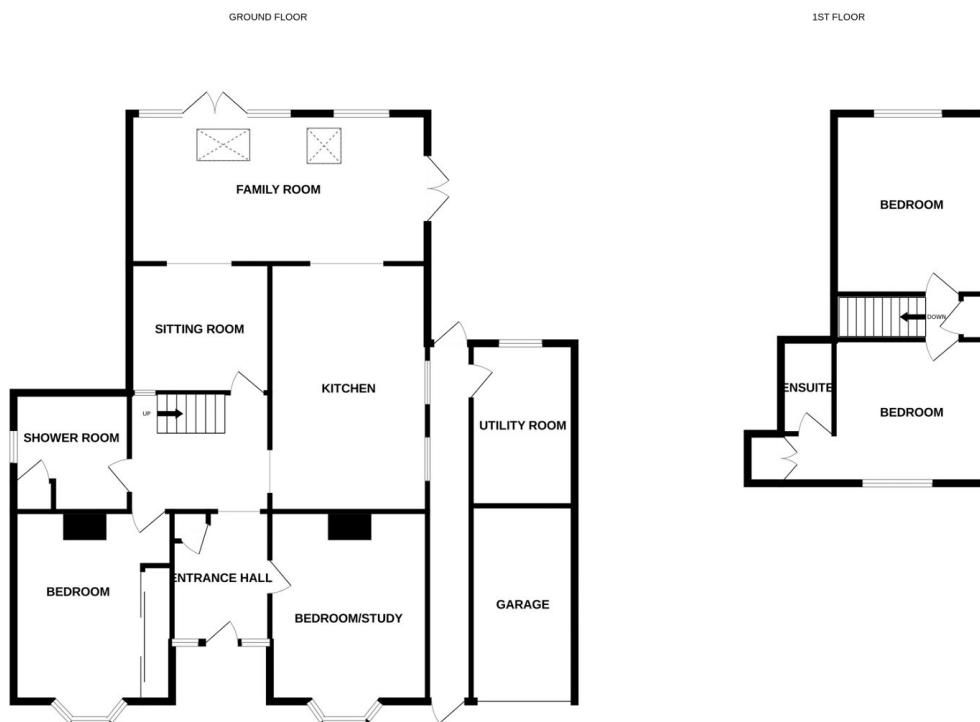 GROUND FLOOR
1ST FLOOR
FAMILY ROOM
BEDROOM
SITTING ROOM
DOWN
KITCHEN
ENSUITE
BEDROOM
UP
SHOWER ROOM
UTILITY ROOM
BEDROOM
ENTRANCE HALL
BEDROOM/STUDY
GARAGE